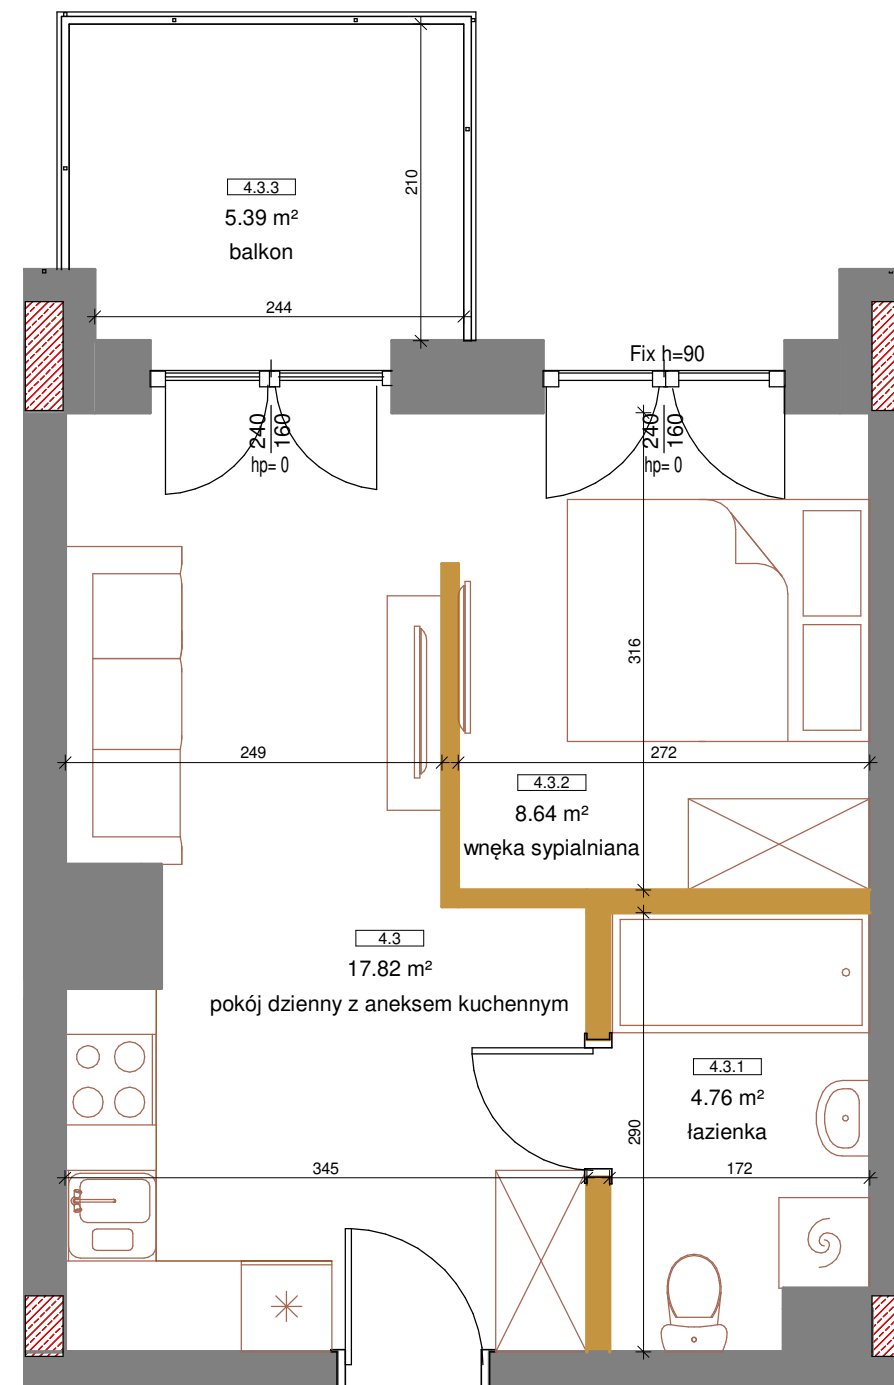 4.3.3
5.39 m²
balkon
210
244
Fix h=90
240
160
hp= 0
240
160
hp= 0
316
249
272
4.3.2
8.64 m²
wnęka sypialniana
4.3
17.82 m²
pokój dzienny z aneksem kuchennym
4.3.1
4.76 m²
łazienka
290
345
172